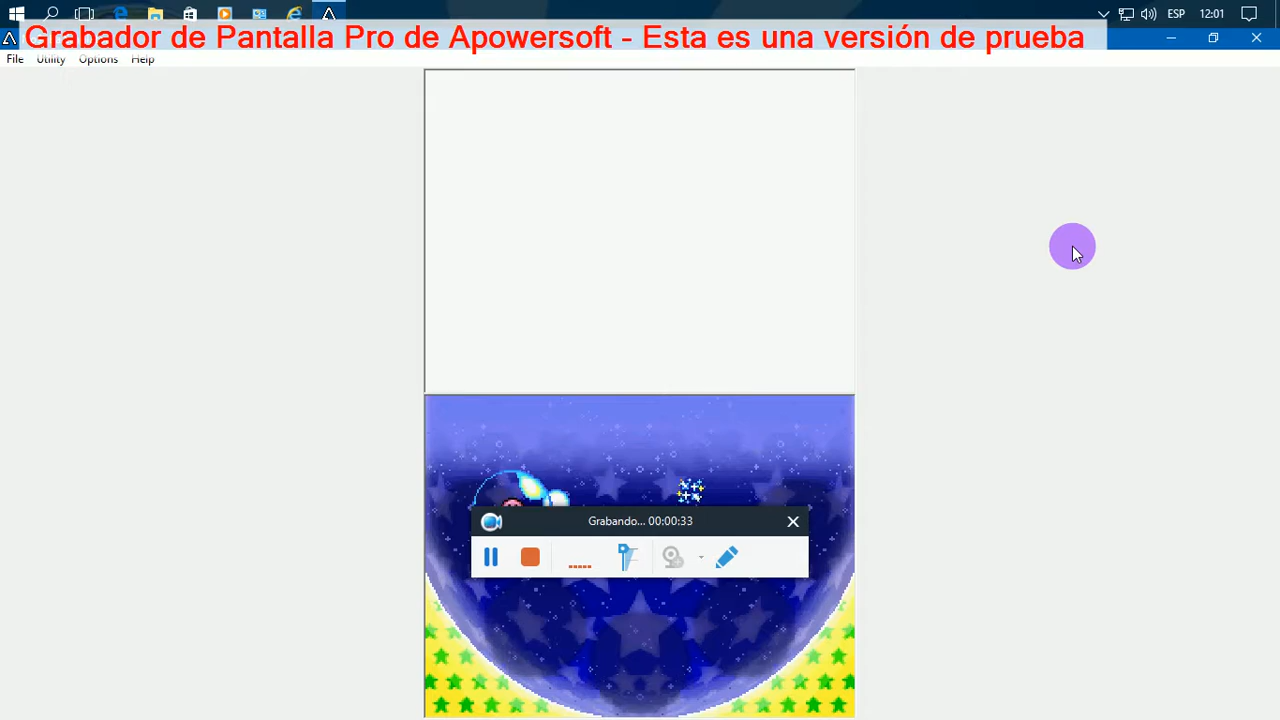 ESP 12:01
Grabador de Pantalla Pro de Apowersoft - Esta es una versión de prueba
File Utility Options Help
Grabando... 00:00:33